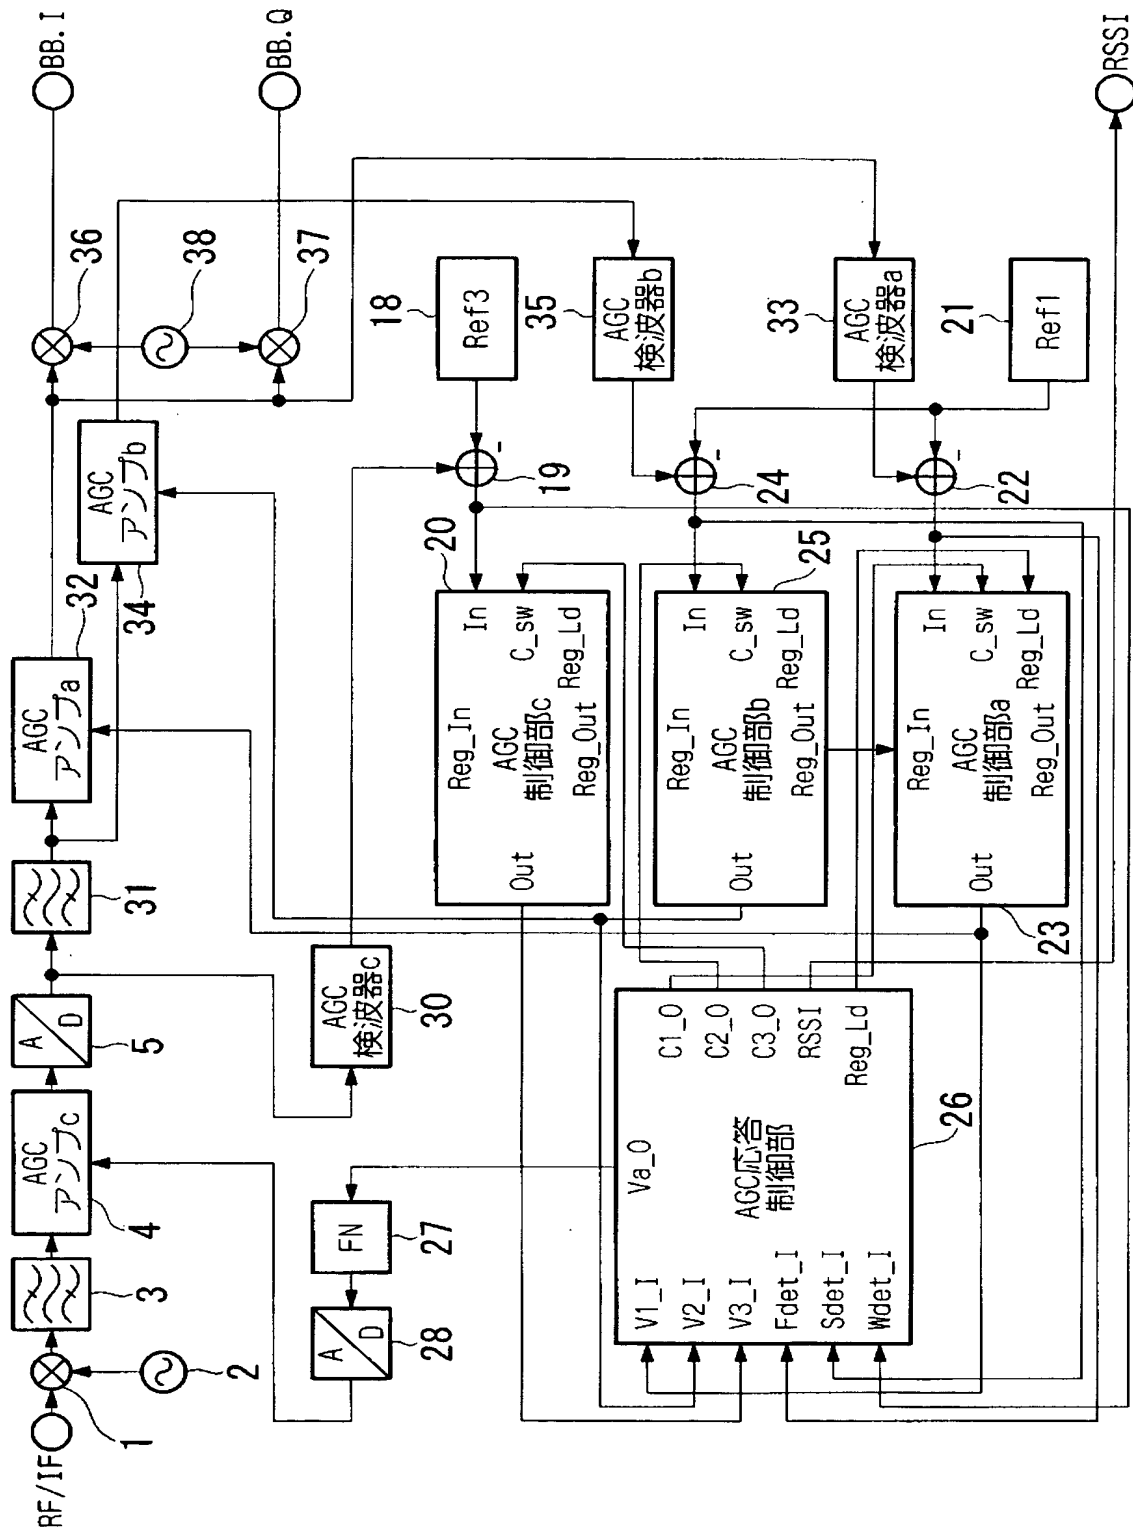 RF/IF
1
2
3
AGC
アンプc
4
A
D
5
31
AGC
アンプa
32
AGC
アンプb
34
36
38
37
BB.I
BB.Q
FN
27
A
D
28
AGC
検波器c
30
Ref3
18
19
AGC
検波器b
35
24
AGC
検波器a
33
Ref1
21
22
-
-
-
20
In
C_sw
Reg_Ld
Reg_In
AGC
制御部c
Reg_Out
Out
25
In
C_sw
Reg_Ld
Reg_In
AGC
制御部b
Reg_Out
Out
In
C_sw
Reg_Ld
Reg_In
AGC
制御部a
Reg_Out
Out
23
Va_O
C1_O
C2_O
C3_O
RSSI
Reg_Ld
AGC応答
制御部
V1_I
V2_I
V3_I
Fdet_I
Sdet_I
Wdet_I
26
RSSI